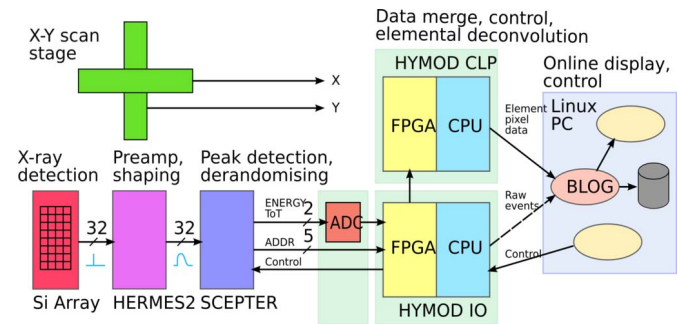 X-Y scan
stage
X
Y
Data merge, control,
elemental deconvolution
HYMOD CLP
FPGA
CPU
Online display,
control
Element
pixel
data
Linux
PC
BLOG
X-ray
detection
Preamp,
shaping
Peak detection,
derandomising
32
32
ENERGY
ToT
2
ADC
ADDR
5
Control
FPGA
CPU
Raw
events
Control
Si Array
HERMES2
SCEPTER
HYMOD IO